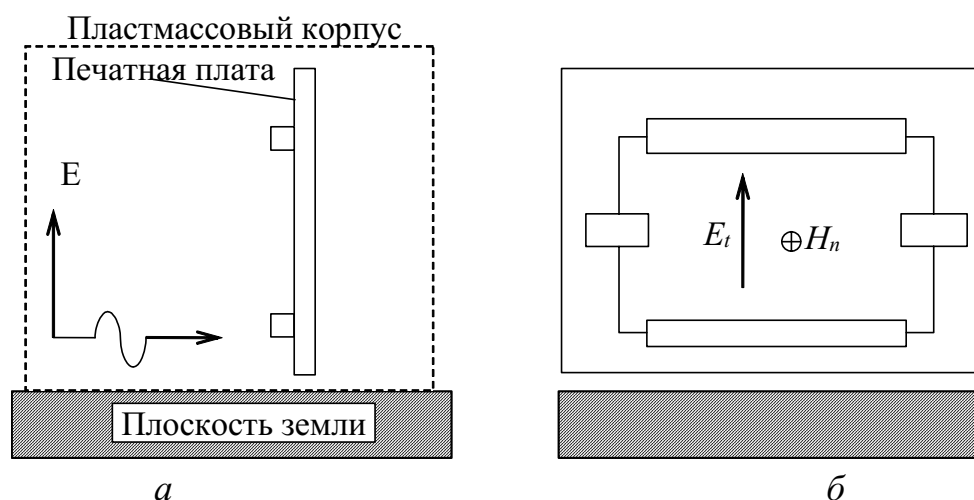 Пластмассовый корпус
Печатная плата
E
Et
⊕Hn
Плоскость земли
а
б